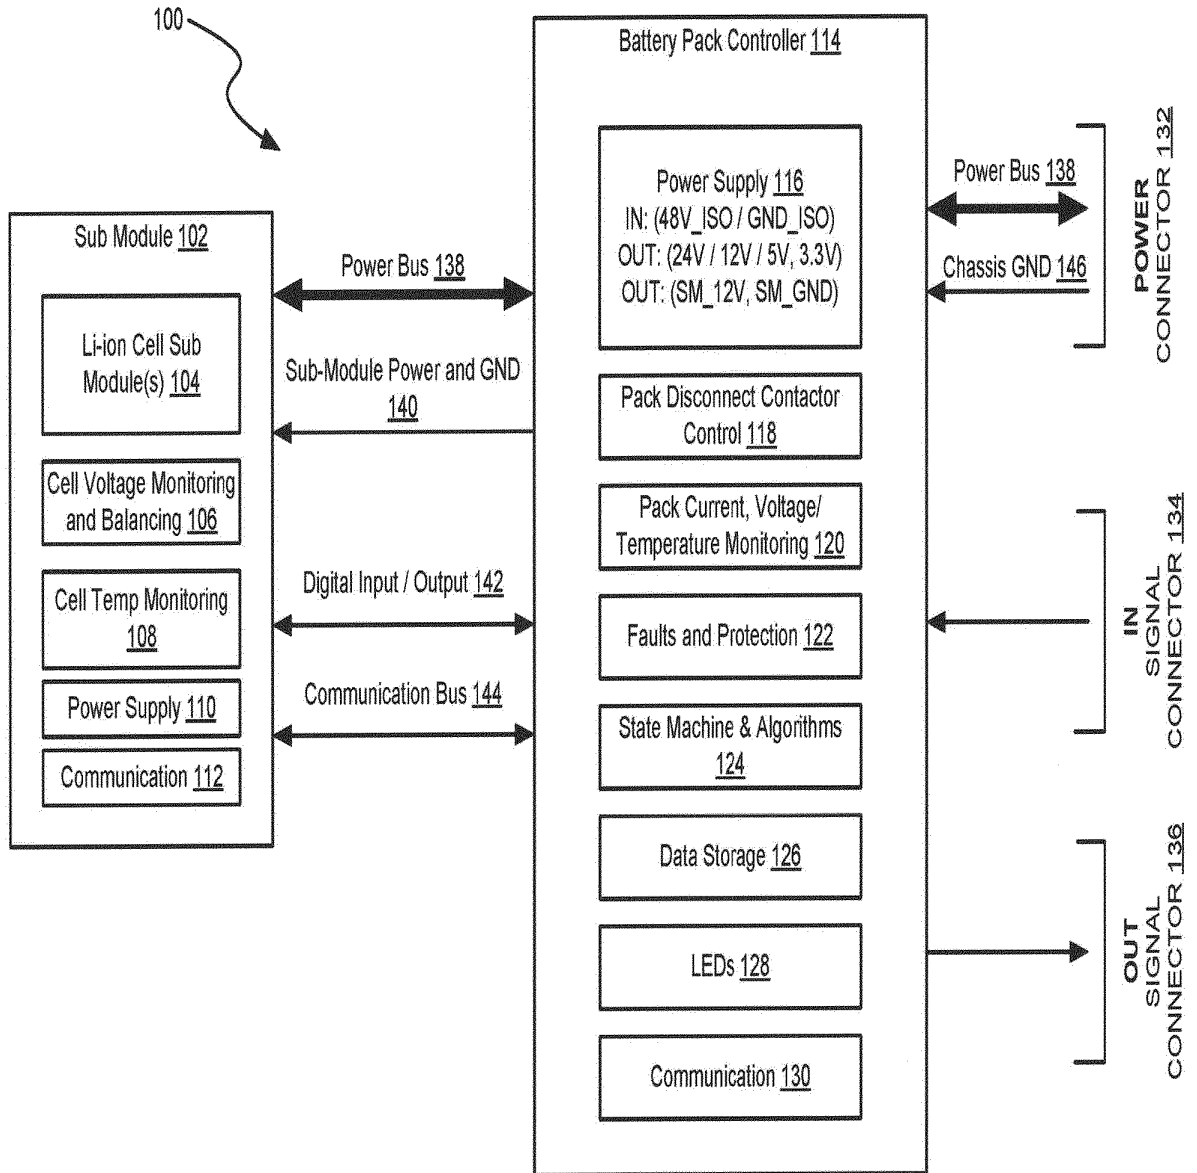 100
Sub Module 102
Li-ion Cell Sub
Module(s) 104
Cell Voltage Monitoring
and Balancing 106
Cell Temp Monitoring
108
Power Supply 110
Communication 112
Power Bus 138
Sub-Module Power and GND
140
Digital Input / Output 142
Communication Bus 144
Battery Pack Controller 114
Power Supply 116
IN: (48V_ISO / GND_ISO)
OUT: (24V / 12V / 5V, 3.3V)
OUT: (SM_12V, SM_GND)
Pack Disconnect Contactor
Control 118
Pack Current, Voltage/
Temperature Monitoring 120
Faults and Protection 122
State Machine & Algorithms
124
Data Storage 126
LEDs 128
Communication 130
Power Bus 138
Chassis GND 146
POWER
CONNECTOR 132
IN
SIGNAL
CONNECTOR 134
OUT
SIGNAL
CONNECTOR 136